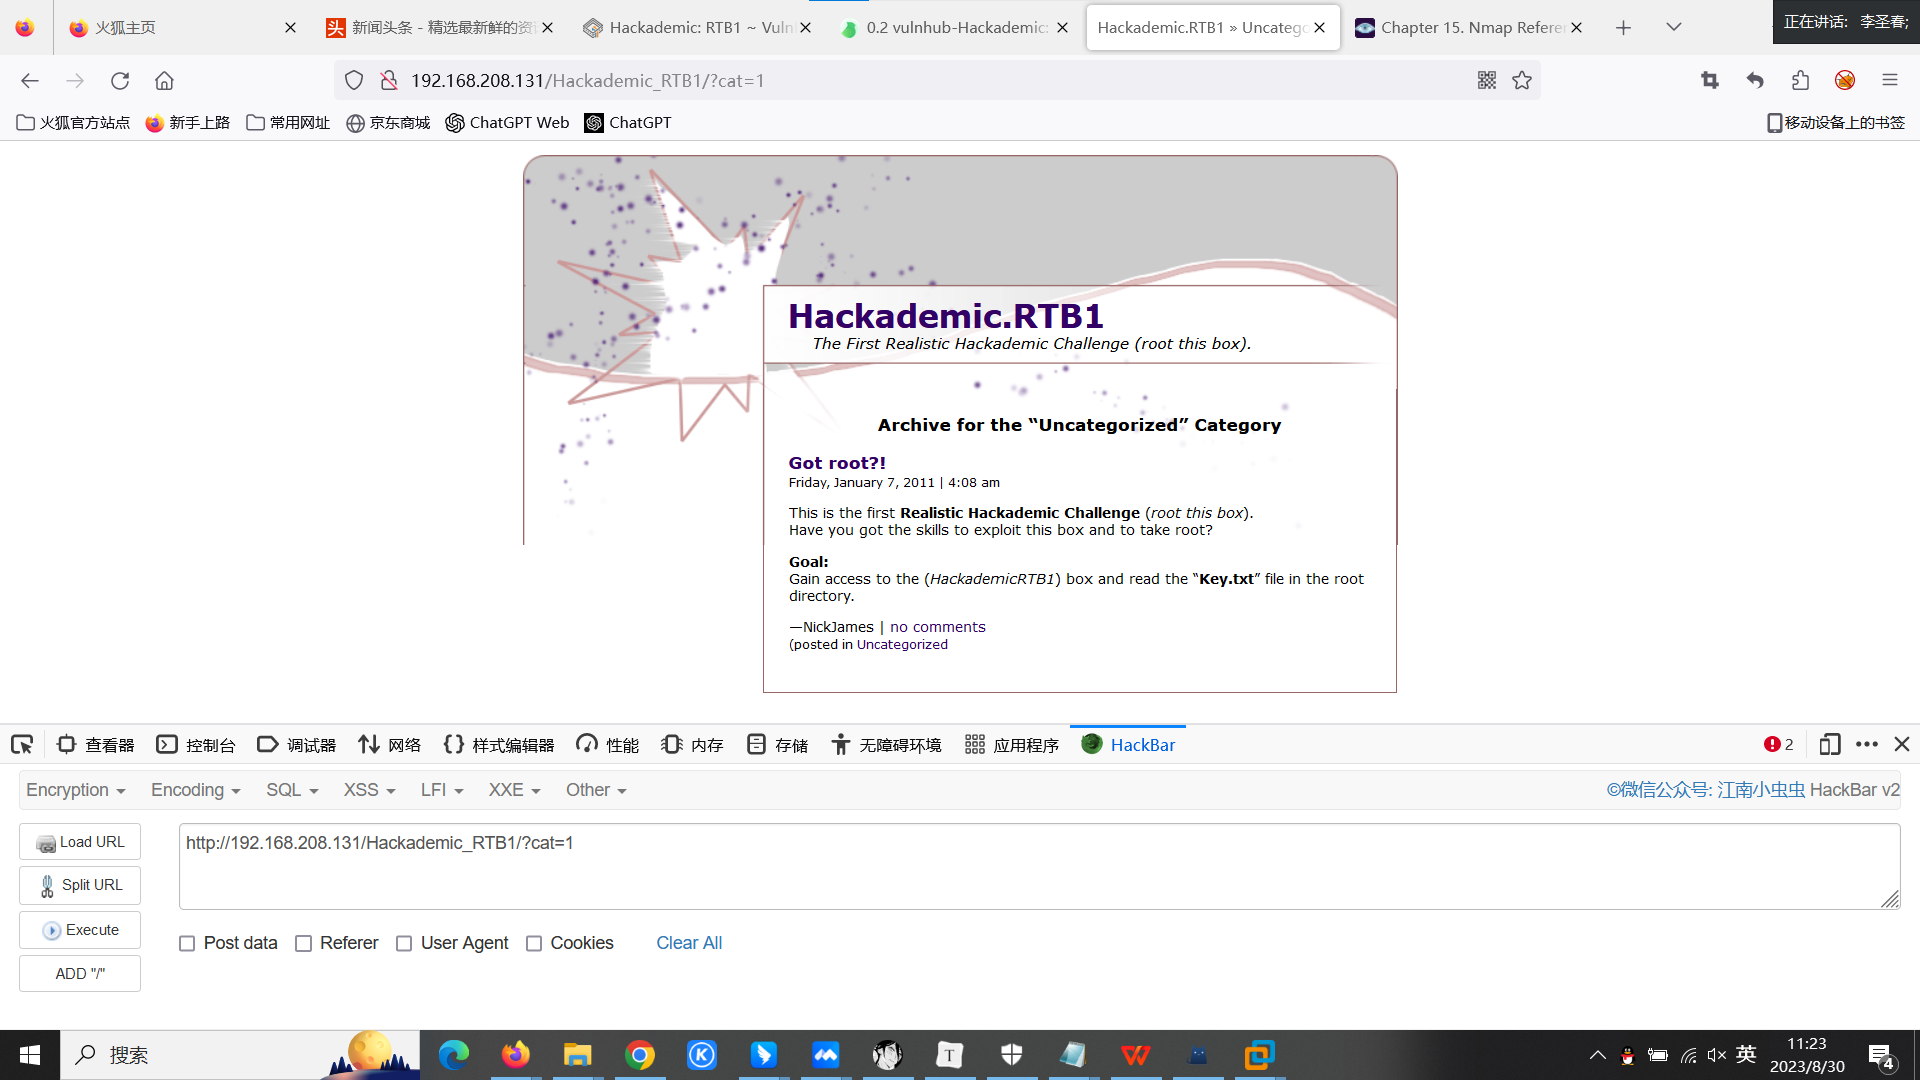 火狐主页
新闻头条 - 精选最新鲜的资讯
Hackademic: RTB1 ~ Vuln
0.2 vulnhub-Hackademic:
Hackademic.RTB1 » Uncatego
Chapter 15. Nmap Refere
正在讲话: 李圣春;
192.168.208.131/Hackademic_RTB1/?cat=1
火狐官方站点
新手上路
常用网址
京东商城
ChatGPT Web
ChatGPT
移动设备上的书签
Hackademic.RTB1
The First Realistic Hackademic Challenge (root this box).
Archive for the “Uncategorized” Category
Got root?!
Friday, January 7, 2011 | 4:08 am
This is the first Realistic Hackademic Challenge (root this box).
Have you got the skills to exploit this box and to take root?
Goal:
Gain access to the (HackademicRTB1) box and read the “Key.txt” file in the root
directory.
—NickJames | no comments
(posted in Uncategorized
查看器
控制台
调试器
网络
样式编辑器
性能
内存
存储
无障碍环境
应用程序
HackBar
2
Encryption
Encoding
SQL
XSS
LFI
XXE
Other
©微信公众号: 江南小虫虫 HackBar v2
Load URL
http://192.168.208.131/Hackademic_RTB1/?cat=1
Split URL
Execute
Post data
Referer
User Agent
Cookies
Clear All
ADD "/"
搜索
英
11:23
2023/8/30
4